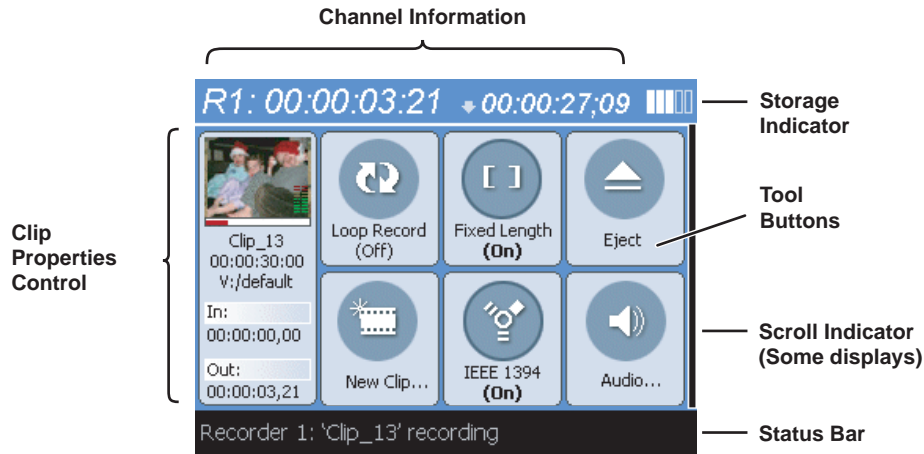 Channel Information
R1: 00:00:03:21 00:00:27;09
Storage
Indicator
Clip
Properties
Control
Clip_13
00:00:30:00
V:/default
In:
00:00:00,00
Out:
00:00:03,21
Loop Record
(Off)
Fixed Length
(On)
Eject
New Clip...
IEEE 1394
(On)
Audio...
Tool
Buttons
Scroll Indicator
(Some displays)
Recorder 1: 'Clip_13' recording
Status Bar